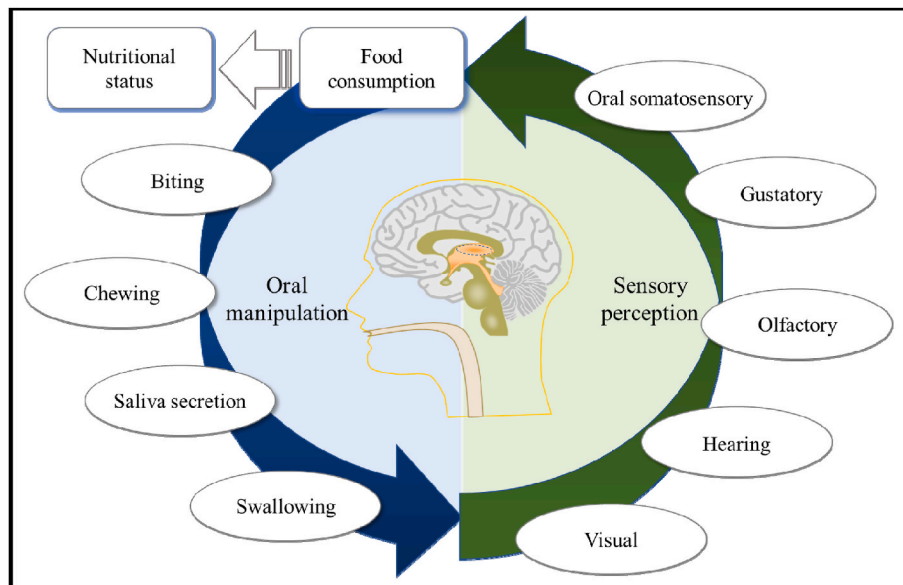 Nutritional
status
Food
consumption
Oral somatosensory
Biting
Gustatory
Chewing
Oral
manipulation
Sensory
perception
Olfactory
Saliva secretion
Hearing
Swallowing
Visual